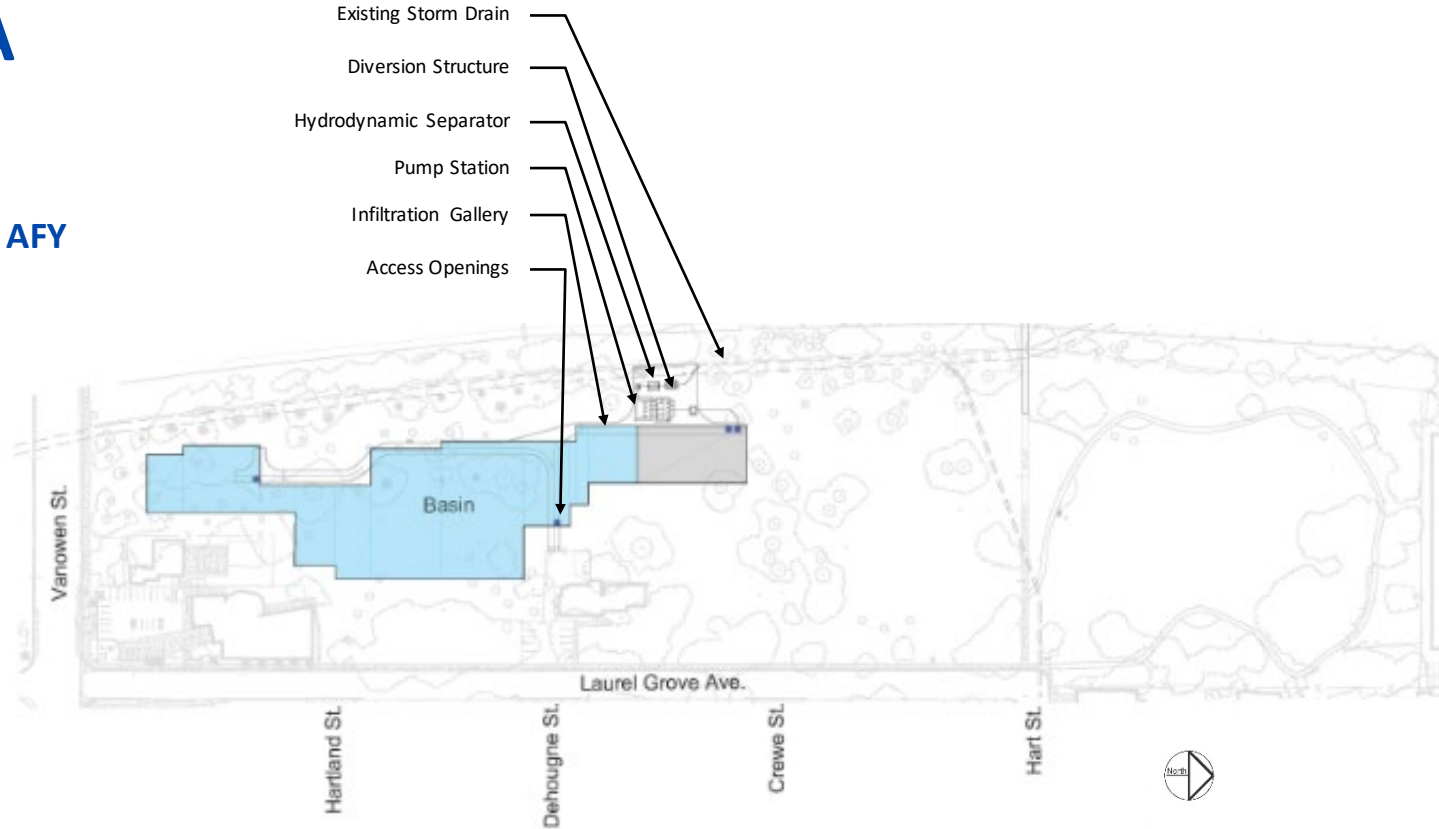 A
Existing Storm Drain
Diversion Structure
Hydrodynamic Separator
Pump Station
Infiltration Gallery
AFY
Access Openings
Basin
Vanowen St.
Laurel Grove Ave.
Hartland St.
Dehougne St.
Crewe St.
Hart St.
North